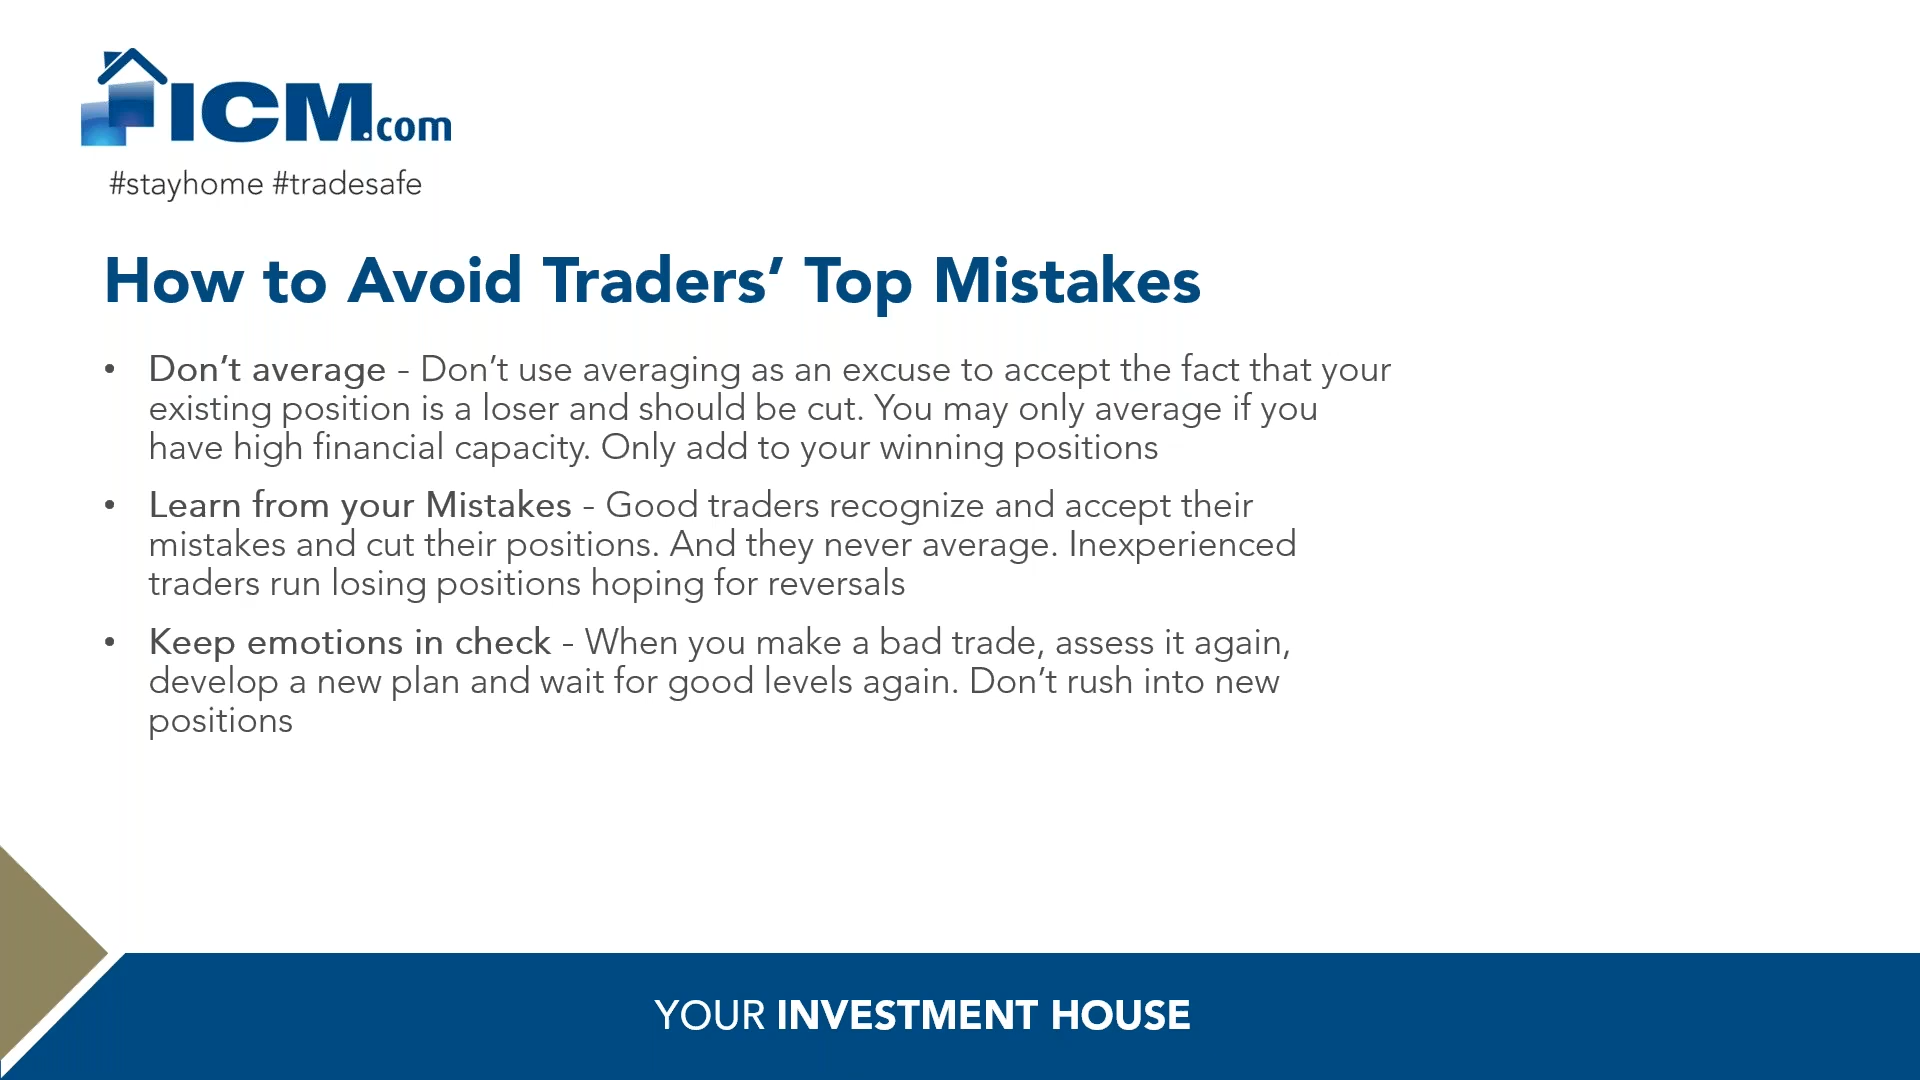 ICM.com
#stayhome #tradesafe
How to Avoid Traders’ Top Mistakes
• Don’t average - Don’t use averaging as an excuse to accept the fact that your
existing position is a loser and should be cut. You may only average if you
have high financial capacity. Only add to your winning positions
• Learn from your Mistakes - Good traders recognize and accept their
mistakes and cut their positions. And they never average. Inexperienced
traders run losing positions hoping for reversals
• Keep emotions in check - When you make a bad trade, assess it again,
develop a new plan and wait for good levels again. Don’t rush into new
positions
YOUR INVESTMENT HOUSE